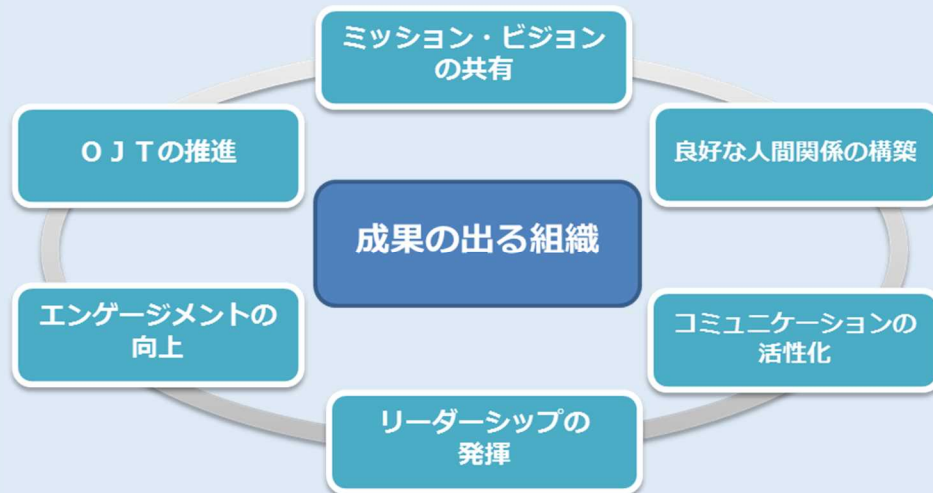 ミッション・ビジョン
の共有
ＯＪＴの推進
良好な人間関係の構築
成果の出る組織
エンゲージメントの
向上
コミュニケーションの
活性化
リーダーシップの
発揮